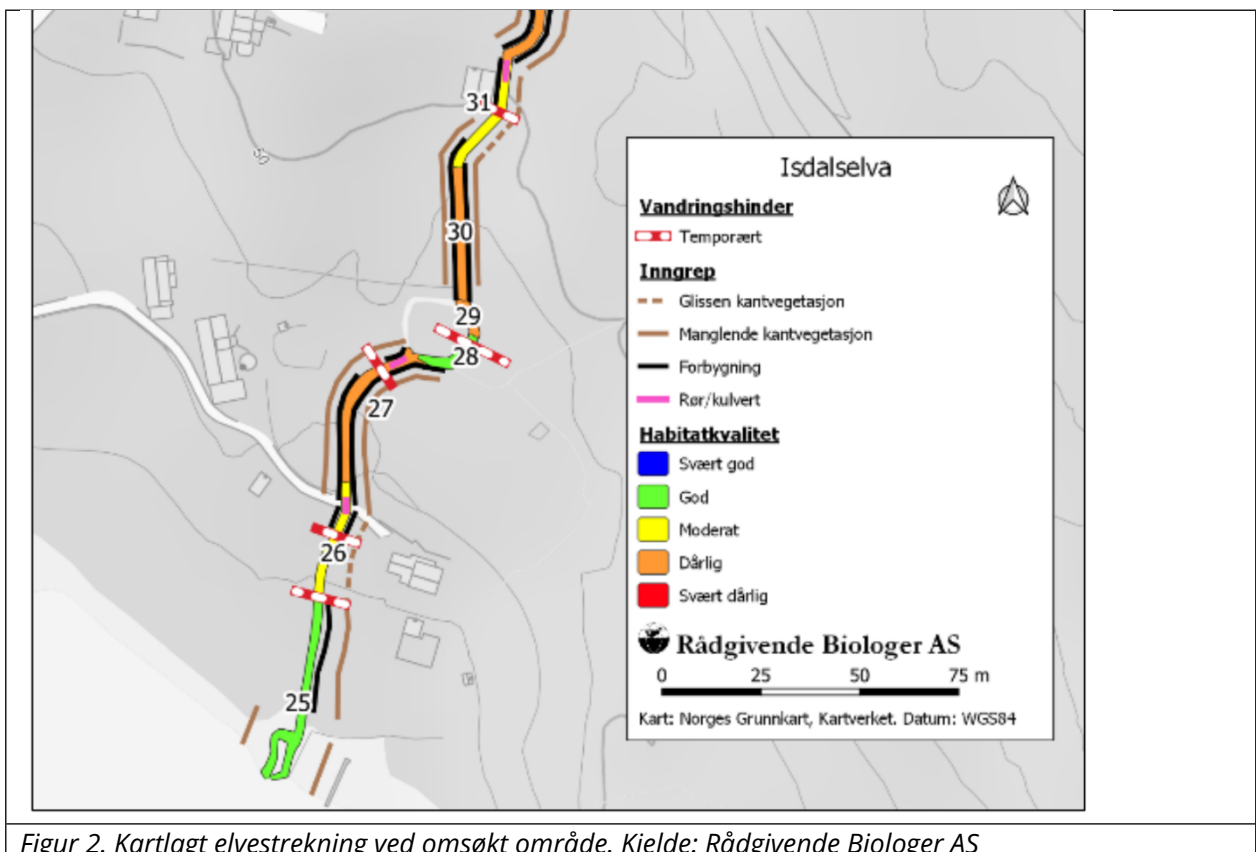 31
50
30
29
28
27
26
25
Isdalselva
Vandringshinder
Temporært
Inngrep
Glissen kantvegetasjon
Manglende kantvegetasjon
Forbygning
Rør/kulvert
Habitatkvalitet
Svært god
God
Moderat
Dårlig
Svært dårlig
Rådgivende Biologer AS
0 25 50 75 m
Kart: Norges Grunnkart, Kartverket. Datum: WGS84
Figur 2. Kartlagt elvestrekning ved omsøkt område. Kjelde: Rådgivende Biologer AS